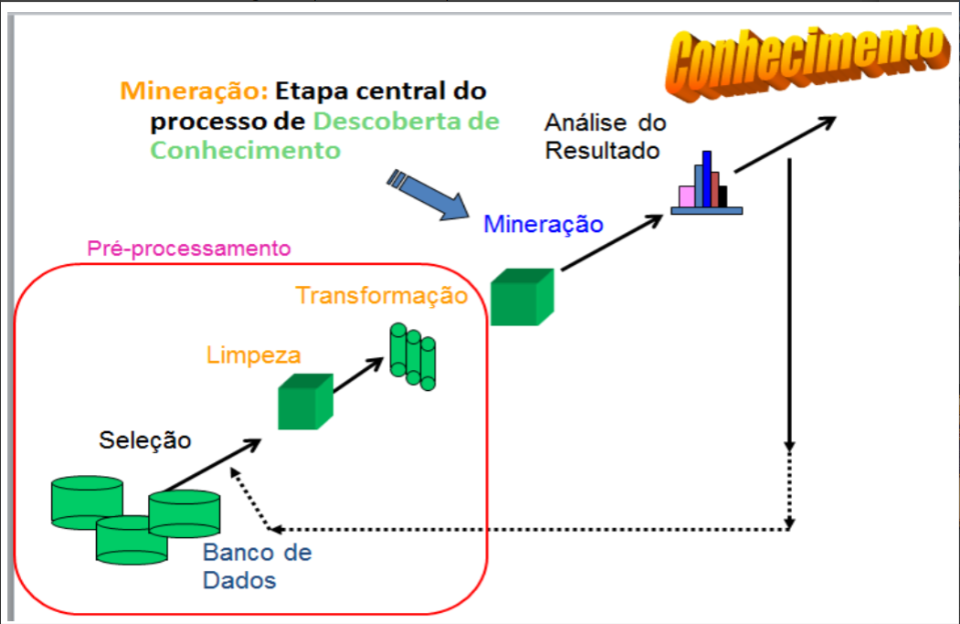 Conhecimento
Mineração: Etapa central do
processo de Descoberta de
Conhecimento
Análise do
Resultado
Mineração
Pré-processamento
Transformação
Limpeza
Seleção
Banco de
Dados